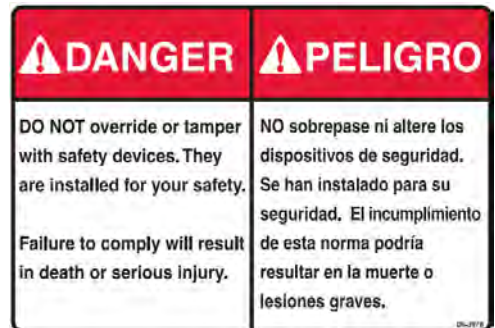 DANGER
DO NOT override or tamper
with safety devices. They
are installed for your safety.
Failure to comply will result
in death or serious injury.
PELIGRO
NO sobrepase ni altere los
dispositivos de seguridad.
Se han instalado para su
seguridad. El incumplimiento
de esta norma podría
resultar en la muerte o
lesiones graves.